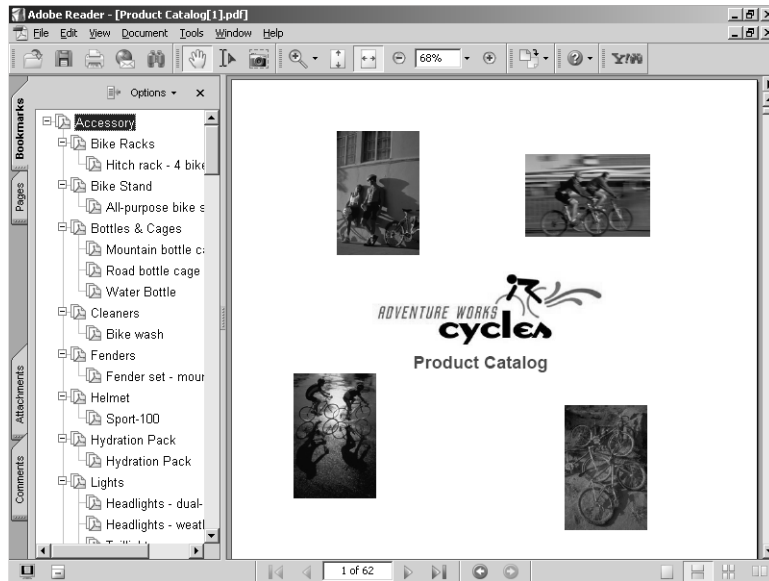 Adobe Reader - [Product Catalog[1].pdf]
File Edit View Document Tools Window Help
68%
Y!
Options
Bookmarks
Pages
Attachments
Comments
Accessory
Bike Racks
Hitch rack - 4 bike
Bike Stand
All-purpose bike s
Bottles & Cages
Mountain bottle ca
Road bottle cage
Water Bottle
Cleaners
Bike wash
Fenders
Fender set - mour
Helmet
Sport-100
Hydration Pack
Hydration Pack
Lights
Headlights - dual-
Headlights - weatl
ADVENTURE WORKS
cycles
Product Catalog
1 of 62